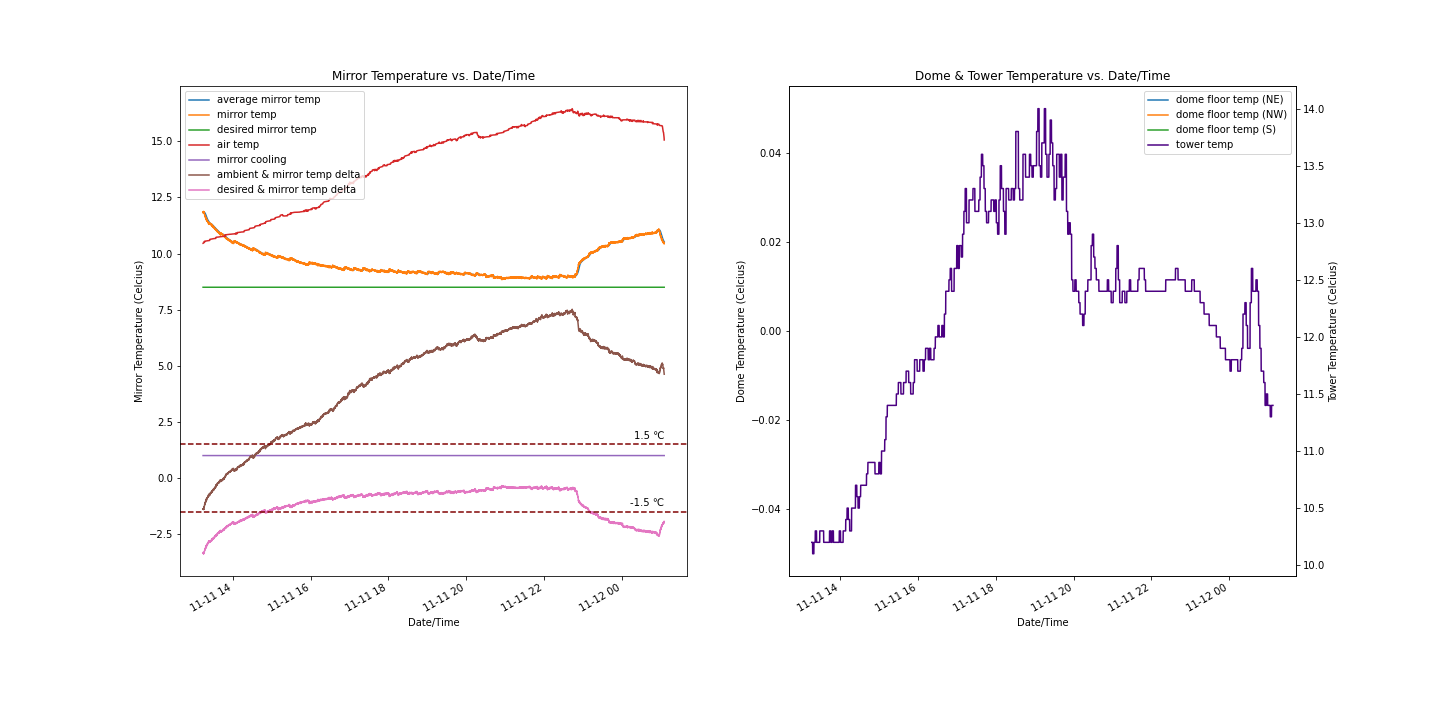 Mirror Temperature vs. Date/Time
average mirror temp
mirror temp
desired mirror temp
air temp
mirror cooling
ambient & mirror temp delta
desired & mirror temp delta
15.0
12.5
10.0
7.5
5.0
2.5
0.0
−2.5
Mirror Temperature (Celcius)
1.5 °C
-1.5 °C
11-11 14
11-11 16
11-11 18
11-11 20
11-11 22
11-12 00
Date/Time
Dome & Tower Temperature vs. Date/Time
dome floor temp (NE)
dome floor temp (NW)
dome floor temp (S)
tower temp
0.04
0.02
0.00
−0.02
−0.04
Dome Temperature (Celcius)
14.0
13.5
13.0
12.5
12.0
11.5
11.0
10.5
10.0
Tower Temperature (Celcius)
11-11 14
11-11 16
11-11 18
11-11 20
11-11 22
11-12 00
Date/Time